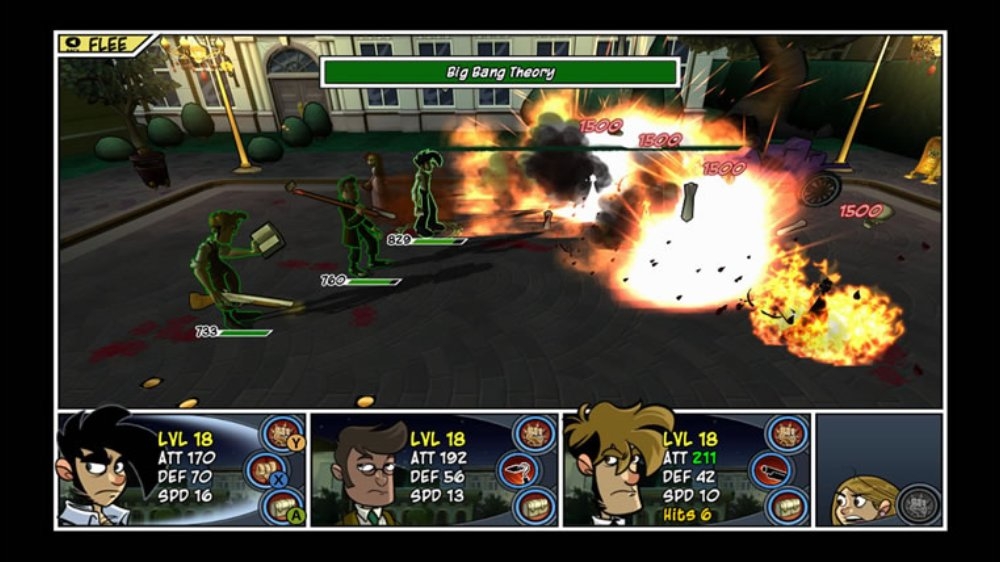 FLEE
Big Bang Theory
1500
1500
1500
1500
829
760
733
LVL 18
ATT 170
DEF 70
SPD 16
Y
X
A
LVL 18
ATT 192
DEF 56
SPD 13
LVL 18
ATT 211
DEF 42
SPD 10
Hits 6